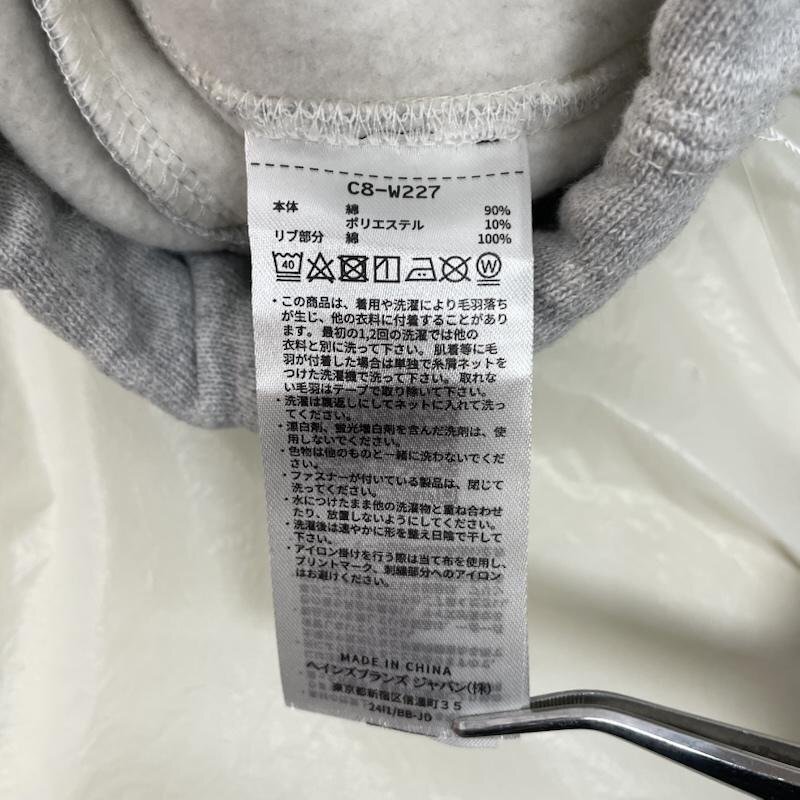 C8-W227
本体 綿 90%
ポリエステル 10%
リブ部分 綿 100%
40
W
・この商品は、着用や洗濯により毛羽落ち
が生じ、他の衣料に付着することがあり
ます。最初の1,2回の洗濯では他の
衣料と別に洗って下さい。肌着等に毛
羽が付着した場合は単独で糸屑ネットを
つけた洗濯機で洗って下さい。取れな
い毛羽はテープで取り除いて下さい。
・洗濯は裏返しにしてネットに入れて洗っ
てください。
・漂白剤、蛍光増白剤を含んだ洗剤は、使
用しないでください。
・色物は他のものと一緒に洗わないでくだ
さい。
・ファスナーが付いている製品は、閉じて
洗ってください。
・水につけたまま他の洗濯物と重ね合わせ
たり、放置しないようにしてください。
・洗濯後は速やかに形を整え日陰で干して
下さい。
・アイロン掛けを行う際は当て布を使用し、
プリントマーク、刺繍部分へのアイロン
はお避けください。
MADE IN CHINA
ヘインズブランズ ジャパン(株)
東京都新宿区信濃町35
24I1/BB-JD